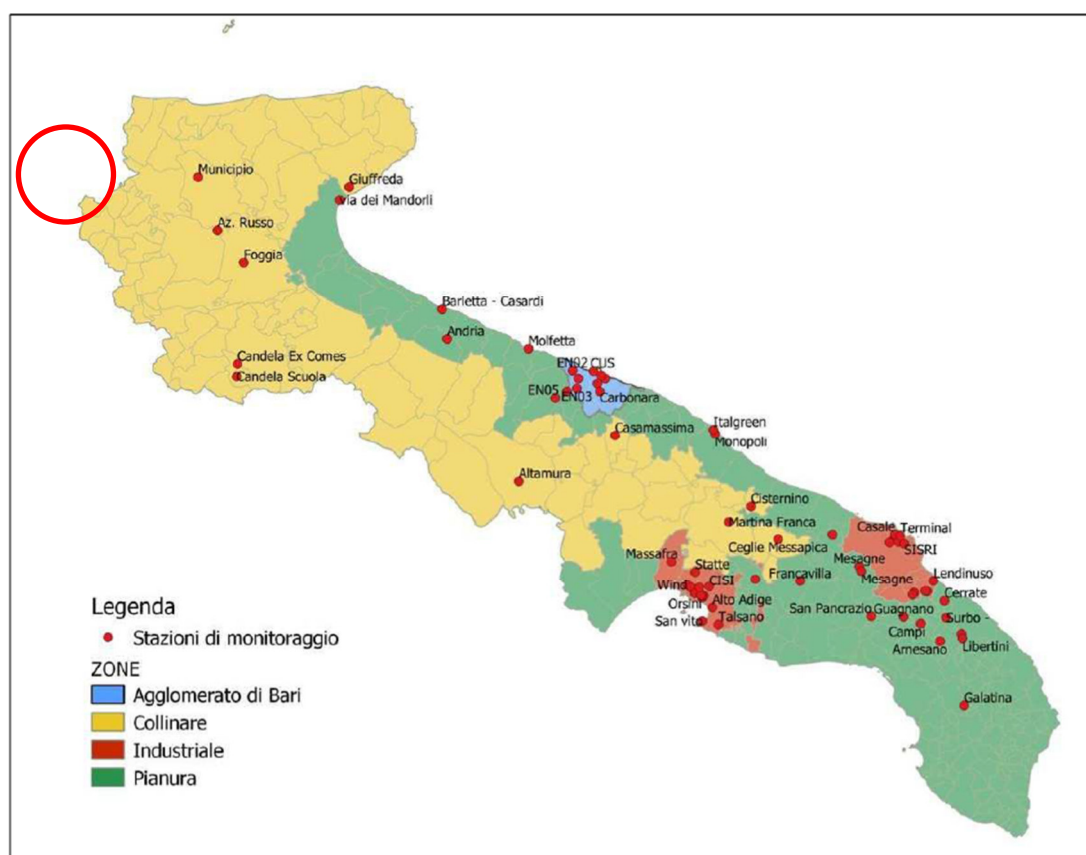 Municipio
Giuffreda
via dei Mandorli
Az. Russo
Foggia
Barletta - Casardi
Andria
Molfetta
Candela Ex Comes
Candela Scuola
EN02 CUS
EN05
EN03
Carbonara
Casamassima
Italgreen
Monopoli
Altamura
Cisternino
Martina Franca
Ceglie Messapica
Casale
Terminal
SISRI
Massafra
Statte
Mesagne
Mesagne
Francavilla
Lendinuso
Wind
CISI
Cerrate
Orsini
Alto Adige
San Pancrazio
Guagnano
Surbo -
San vito
Talsano
Campi
Arnesano
Libertini
Galatina
Legenda
Stazioni di monitoraggio
ZONE
Agglomerato di Bari
Collinare
Industriale
Pianura